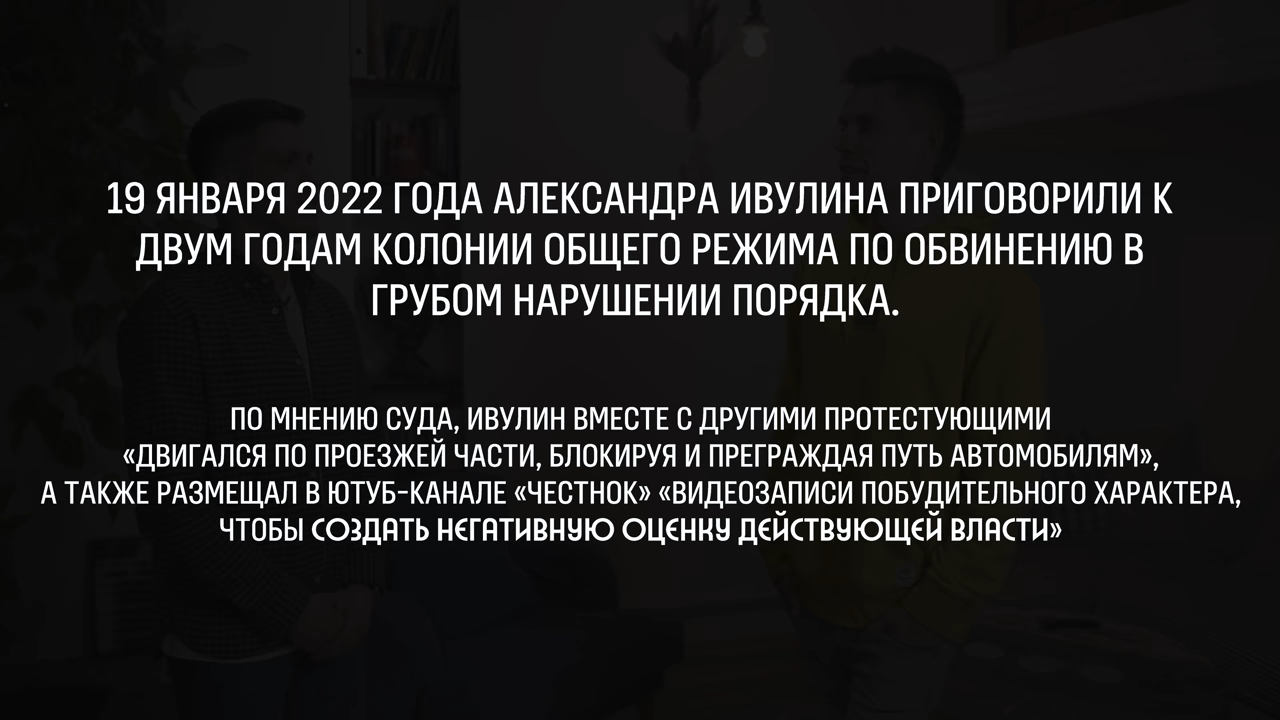 19 ЯНВАРЯ 2022 ГОДА АЛЕКСАНДРА ИВУЛИНА ПРИГОВОРИЛИ К
ДВУМ ГОДАМ КОЛОНИИ ОБЩЕГО РЕЖИМА ПО ОБВИНЕНИЮ В
ГРУБОМ НАРУШЕНИИ ПОРЯДКА.
ПО МНЕНИЮ СУДА, ИВУЛИН ВМЕСТЕ С ДРУГИМИ ПРОТЕСТУЮЩИМИ
«ДВИГАЛСЯ ПО ПРОЕЗЖЕЙ ЧАСТИ, БЛОКИРУЯ И ПРЕГРАЖДАЯ ПУТЬ АВТОМОБИЛЯМ»,
А ТАКЖЕ РАЗМЕЩАЛ В ЮТУБ-КАНАЛЕ «ЧЕСТНОК» «ВИДЕОЗАПИСИ ПОБУДИТЕЛЬНОГО ХАРАКТЕРА,
ЧТОБЫ СОЗДАТЬ НЕГАТИВНУЮ ОЦЕНКУ ДЕЙСТВУЮЩЕЙ ВЛАСТИ»